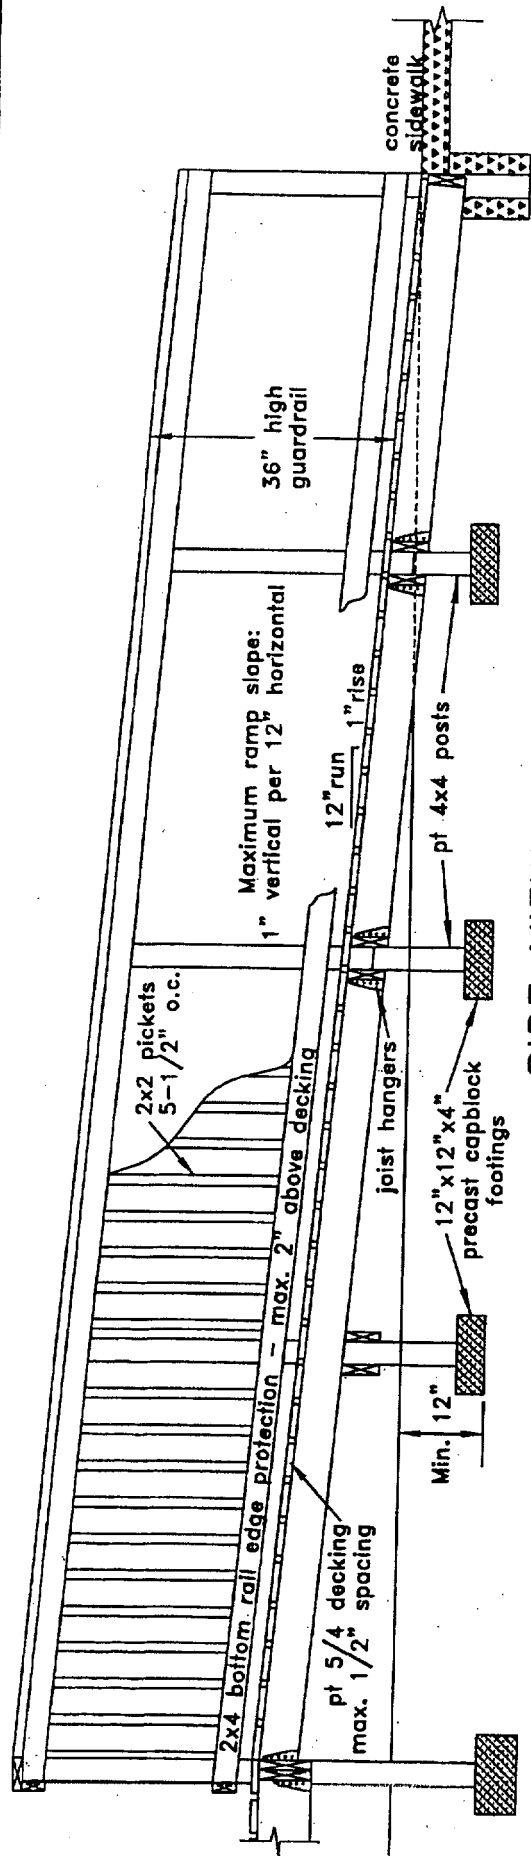 concrete
sidewalk
36" high
guardrail
Maximum ramp slope:
1" vertical per 12" horizontal
12"run
1"rise
2x2 pickets
5-1/2" o.c.
2x4 bottom rail edge protection - max. 2" above decking
pt 4x4 posts
joist hangers
12"x12"x4"
precast capblock
footings
pt 5/4 decking
max. 1/2" spacing
Min. 12"